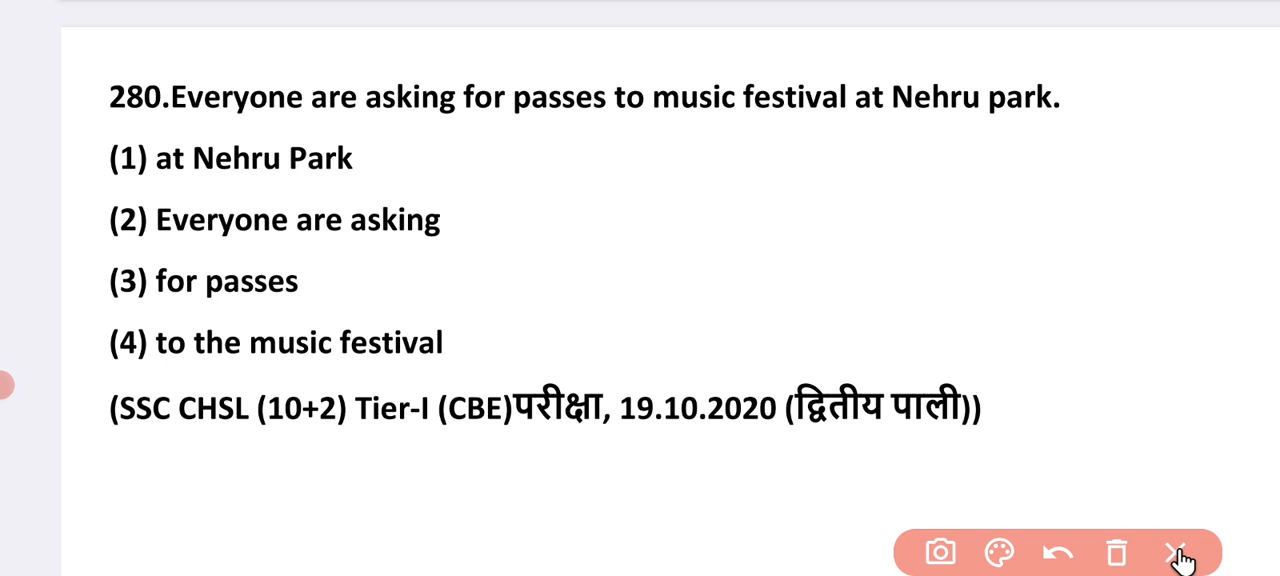 280.Everyone are asking for passes to music festival at Nehru park.
(1) at Nehru Park
(2) Everyone are asking
(3) for passes
(4) to the music festival
(SSC CHSL (10+2) Tier-I (CBE)परीक्षा, 19.10.2020 (द्वितीय पाली))